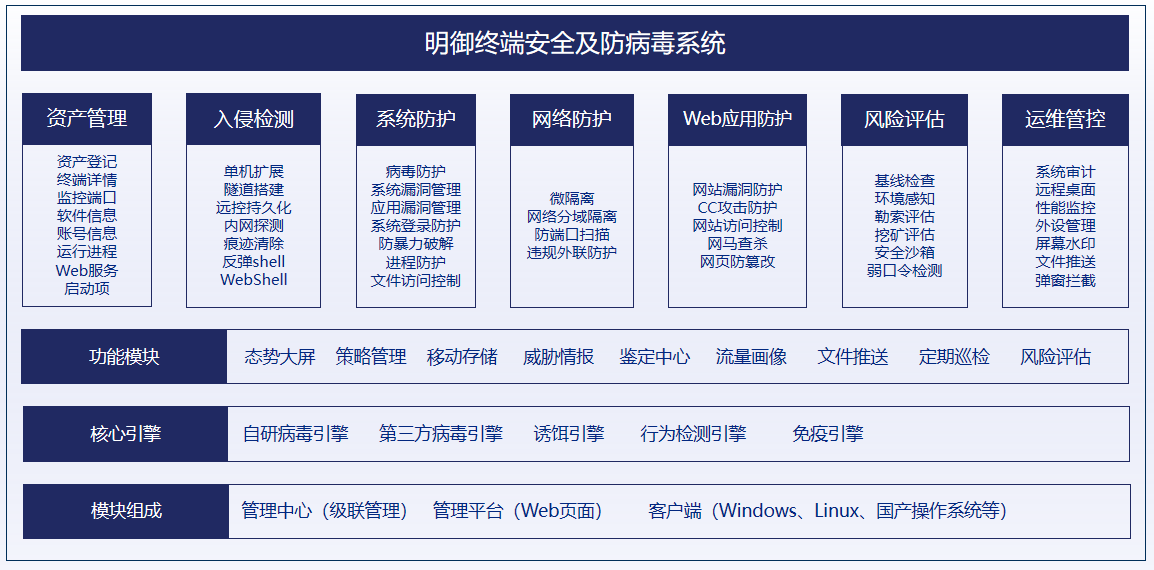 明御终端安全及防病毒系统
资产管理
资产登记
终端详情
监控端口
软件信息
账号信息
运行进程
Web服务
启动项
入侵检测
单机扩展
隧道搭建
远控持久化
内网探测
痕迹清除
反弹shell
WebShell
系统防护
病毒防护
系统漏洞管理
应用漏洞管理
系统登录防护
防暴力破解
进程防护
文件访问控制
网络防护
微隔离
网络分域隔离
防端口扫描
违规外联防护
Web应用防护
网站漏洞防护
CC攻击防护
网站访问控制
网马查杀
网页防篡改
风险评估
基线检查
环境感知
勒索评估
挖矿评估
安全沙箱
弱口令检测
运维管控
系统审计
远程桌面
性能监控
外设管理
屏幕水印
文件推送
弹窗拦截
功能模块 态势大屏 策略管理 移动存储 威胁情报 鉴定中心 流量画像 文件推送 定期巡检 风险评估
核心引擎 自研病毒引擎 第三方病毒引擎 诱饵引擎 行为检测引擎 免疫引擎
模块组成 管理中心（级联管理） 管理平台（Web页面） 客户端（Windows、Linux、国产操作系统等）